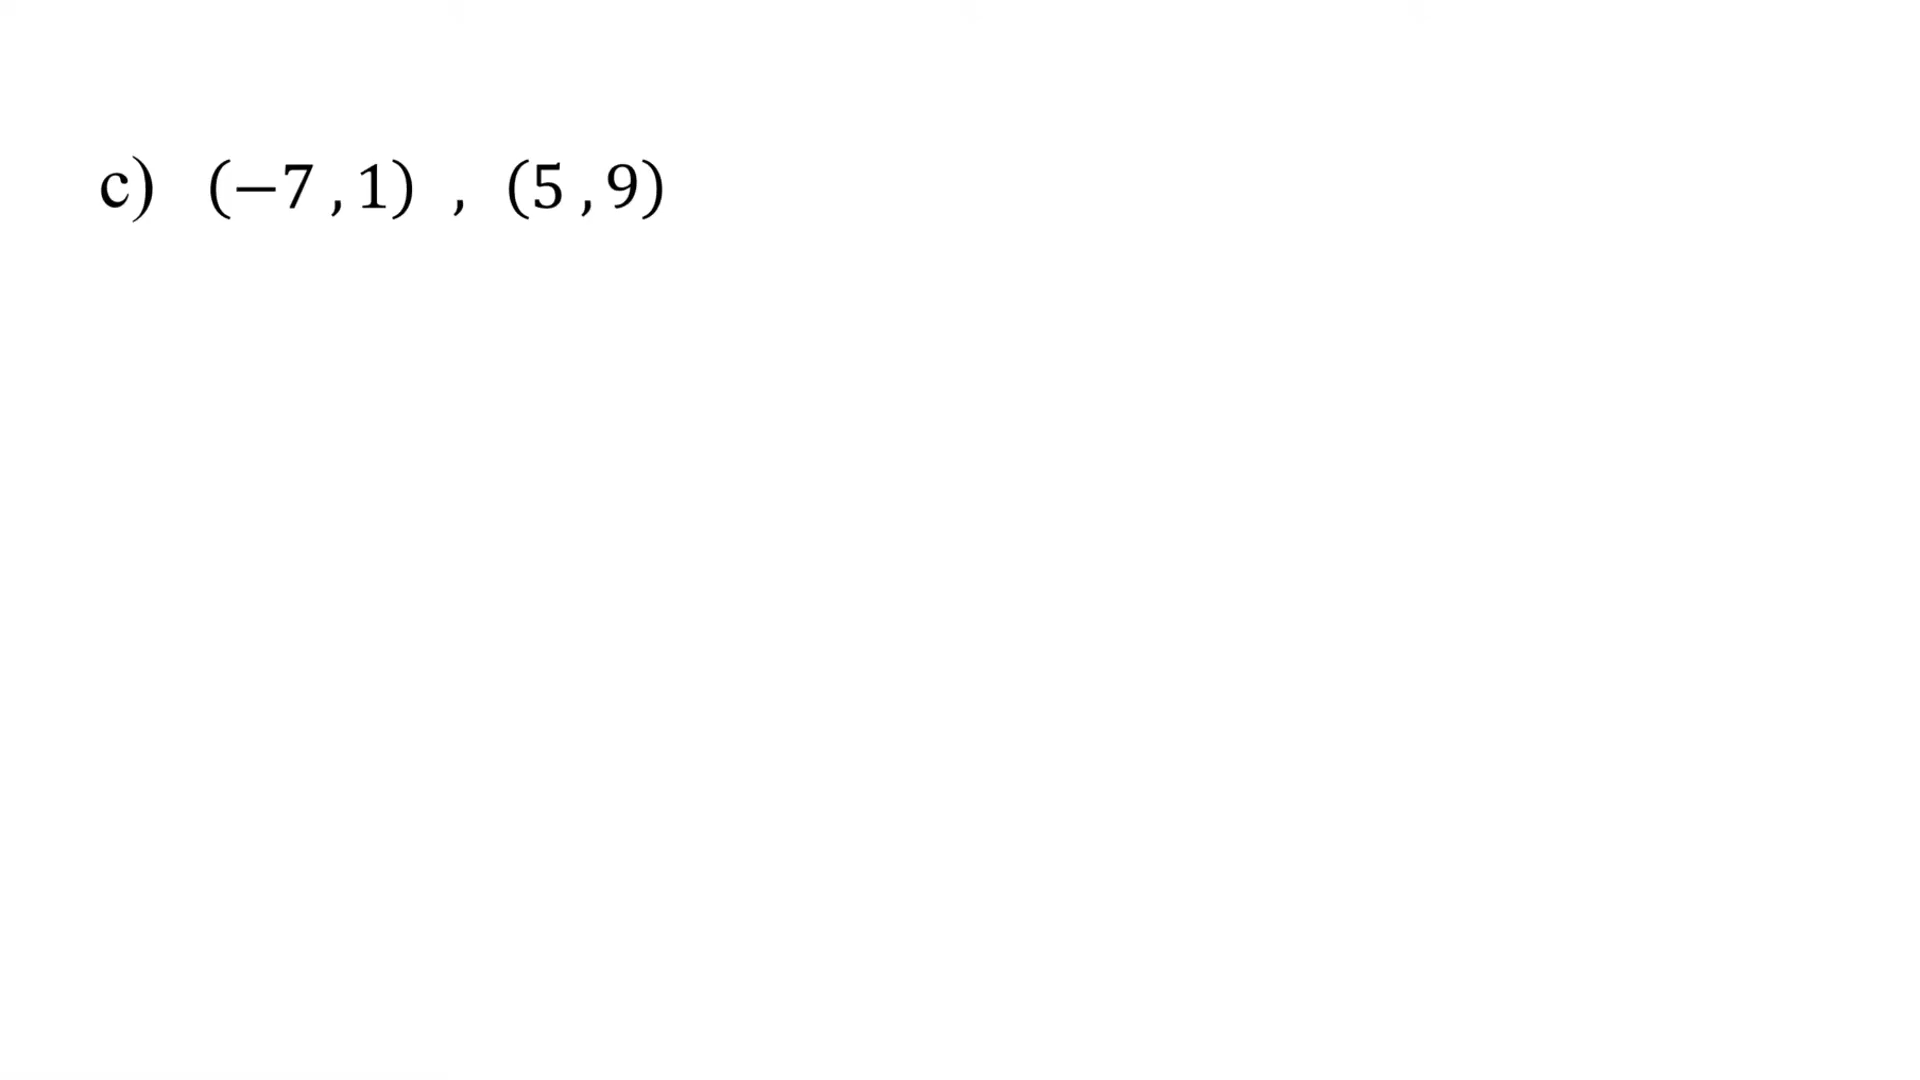 c) (−7 , 1) , (5 , 9)